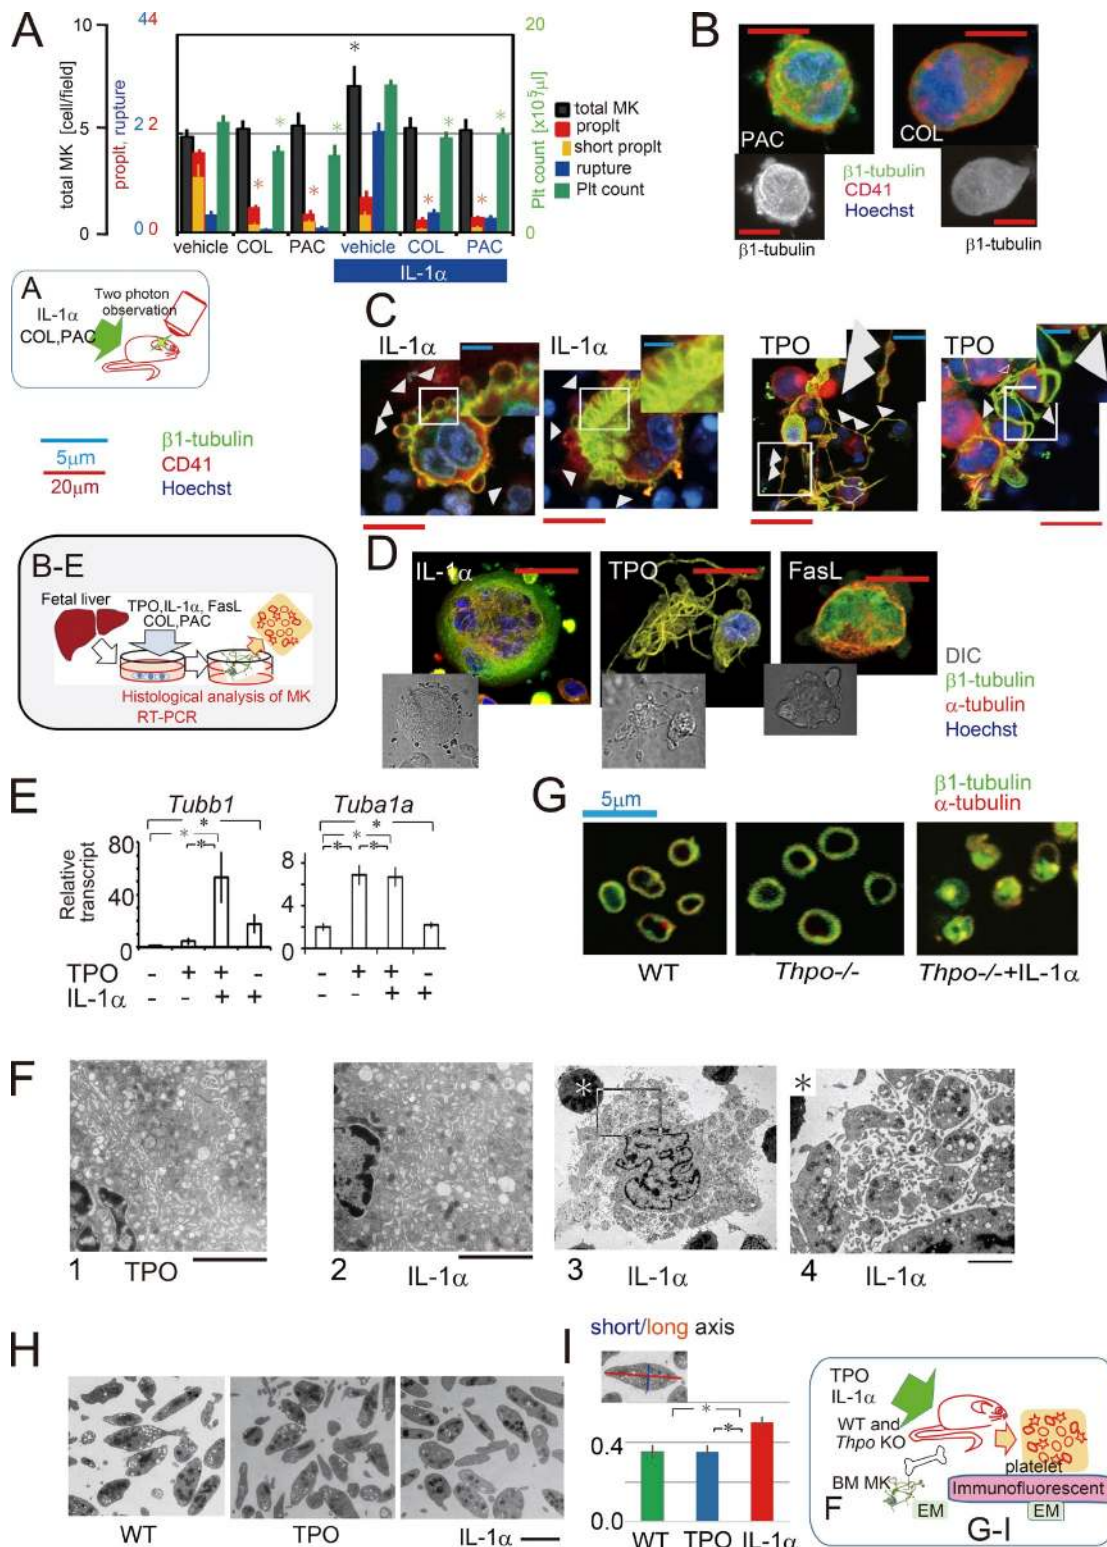 A
10
5
0
total MK [cell/field]
44
22
00
proplt, rupture
20
10
0
Plt count [x10⁵/μl]
*
* * * *
* * * *
total MK
proplt
short proplt
rupture
Plt count
vehicle COL PAC vehicle COL PAC
IL-1α
B
PAC
COL
β1-tubulin
CD41
Hoechst
β1-tubulin
β1-tubulin
A
Two photon
observation
IL-1α
COL,PAC
5μm
20μm
β1-tubulin
CD41
Hoechst
C
IL-1α
IL-1α
TPO
TPO
B-E
Fetal liver
TPO,IL-1α, FasL
COL,PAC
Histological analysis of MK
RT-PCR
D
IL-1α
TPO
FasL
DIC
β1-tubulin
α-tubulin
Hoechst
E
Tubb1
*
*
*
80
40
0
Relative
transcript
Tuba1a
*
*
* *
8
4
0
TPO - + + - - + + -
IL-1α - - + + - - + +
G
5μm
β1-tubulin
α-tubulin
WT
Thpo-/-
Thpo-/-+IL-1α
F
1 TPO
2 IL-1α
*
3 IL-1α
*
4 IL-1α
H
WT
TPO
IL-1α
I
short/long axis
*
*
0.4
0.0
WT TPO IL-1α
TPO
IL-1α
WT and
Thpo KO
BM MK
platelet
Immunofluorescent
F
EM
EM
G-I